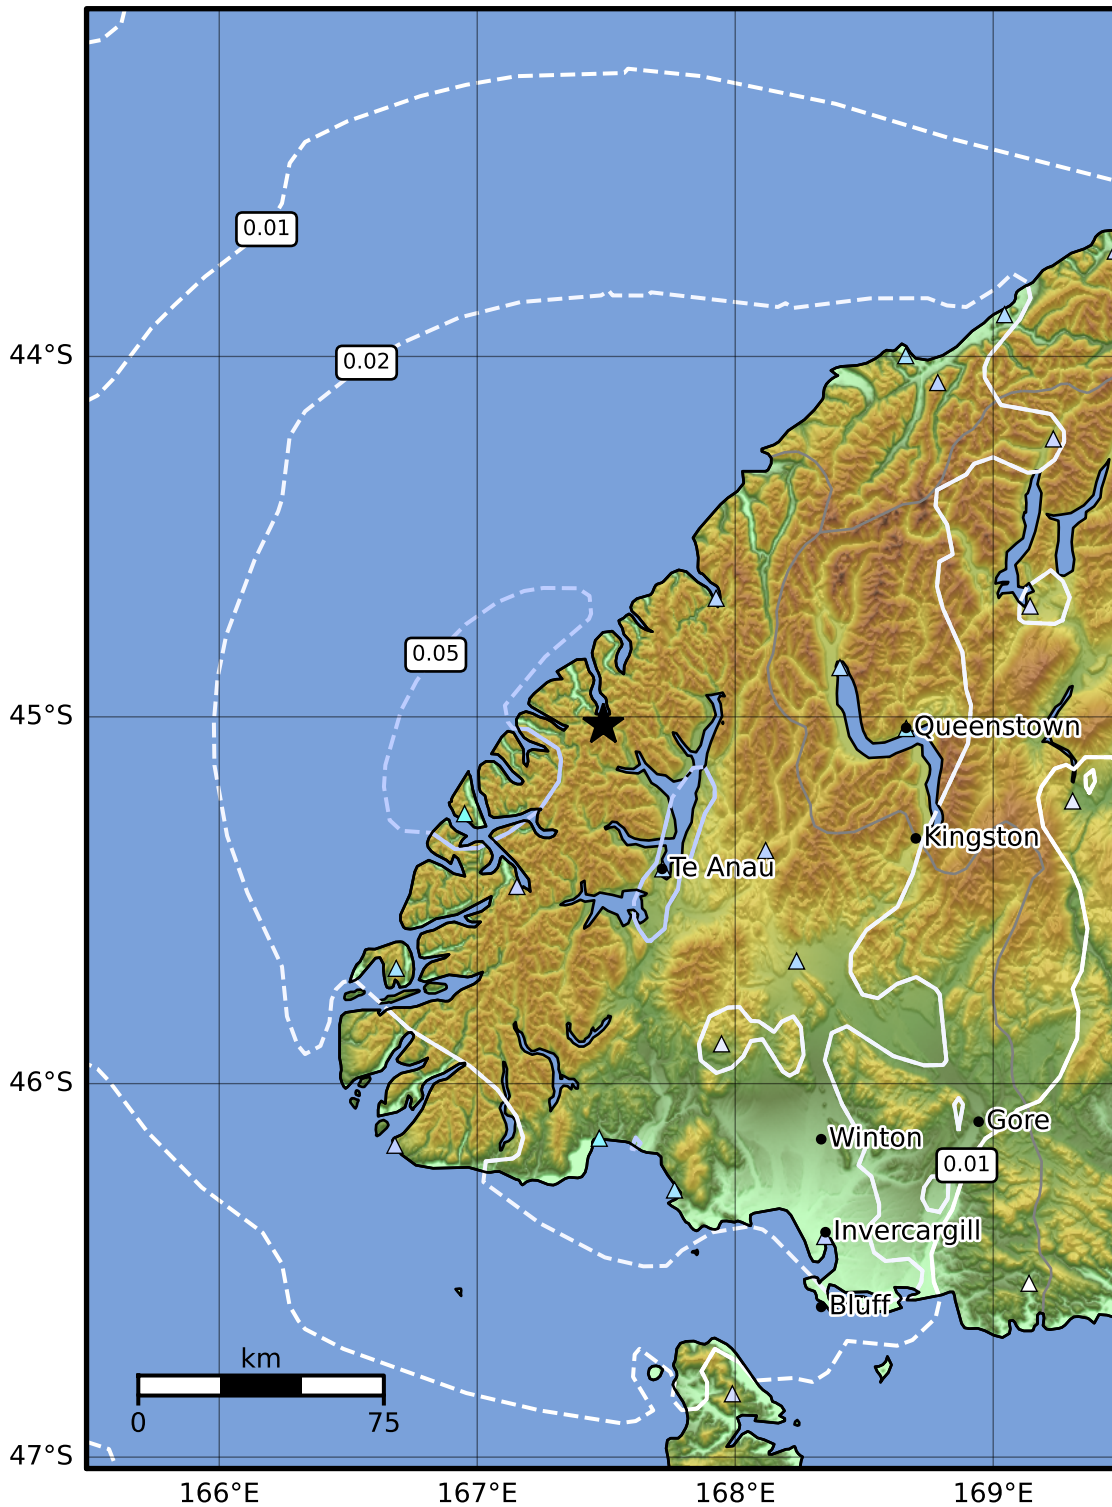 0.01
44°S
0.02
0.05
45°S
Queenstown
Kingston
Te Anau
46°S
Gore
Winton
0.01
Invercargill
Bluff
km
0 75
47°S
166°E 167°E 168°E 169°E